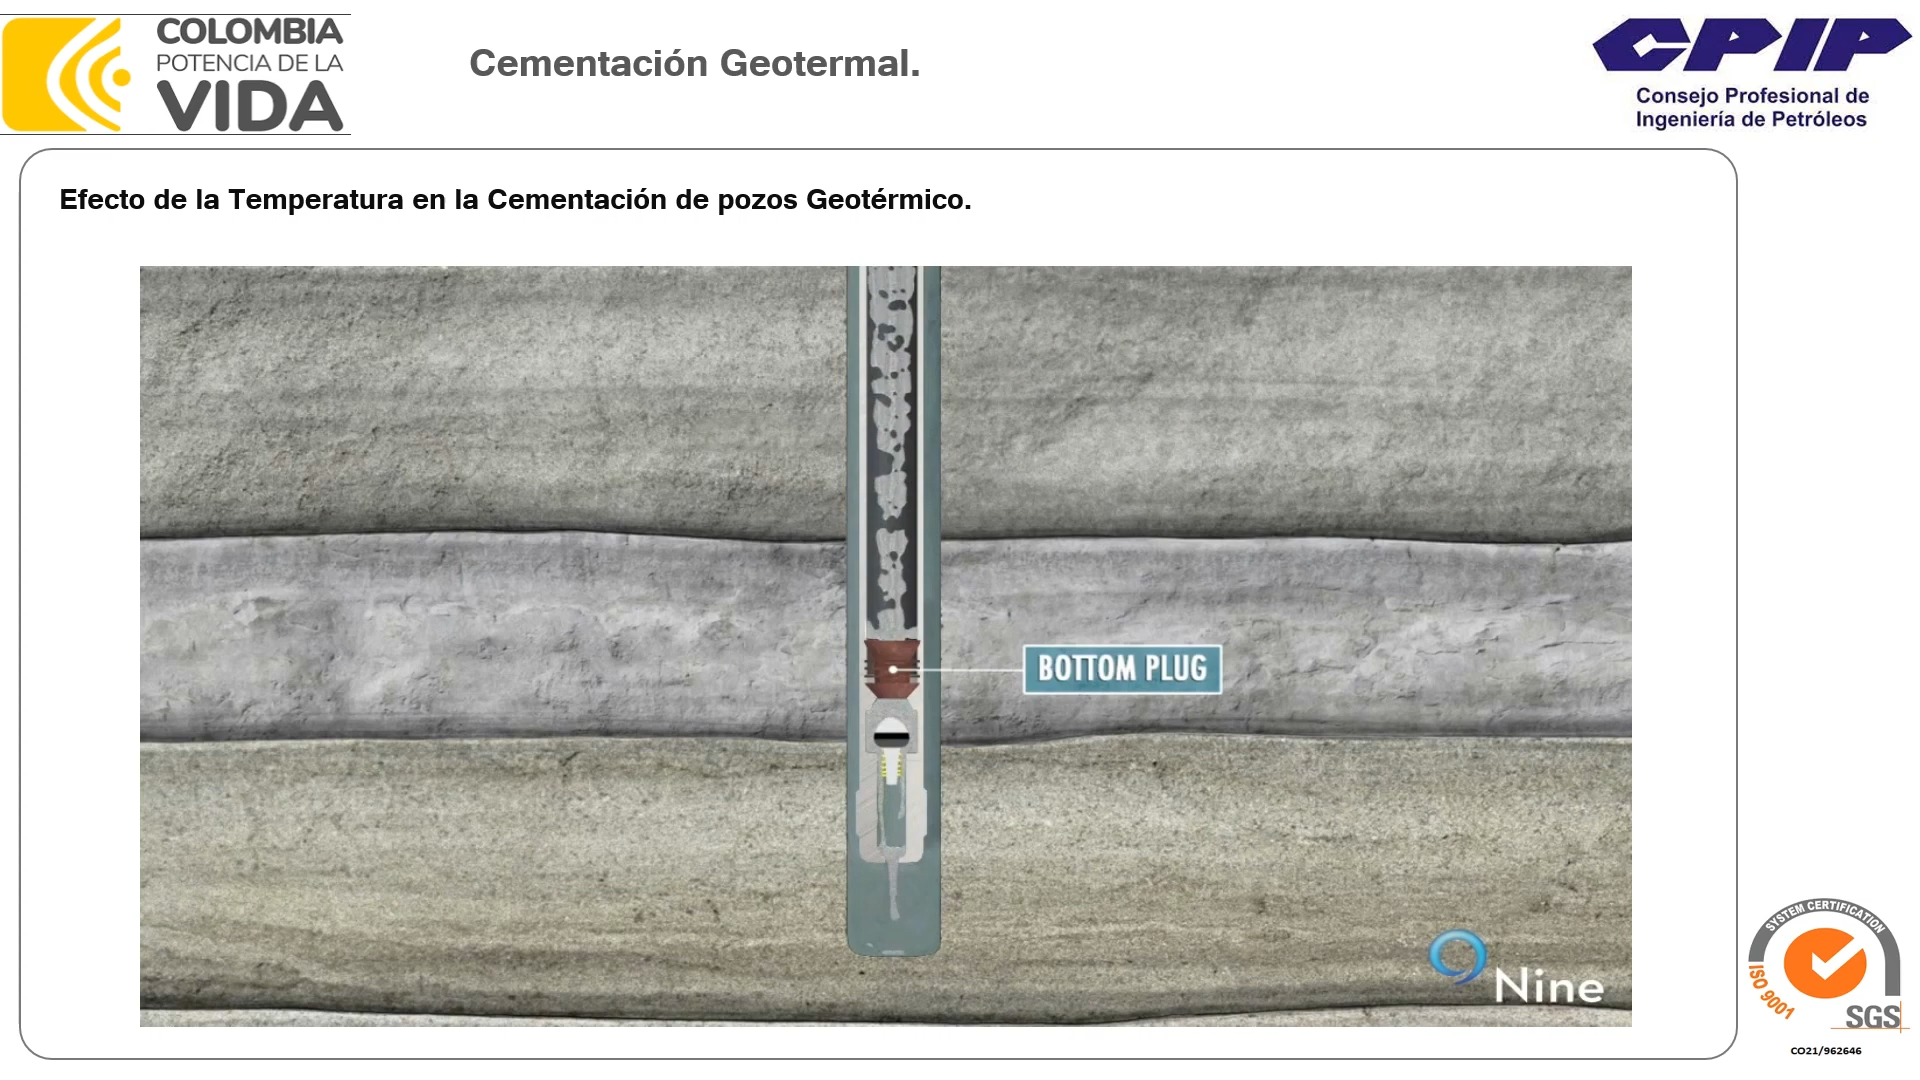 COLOMBIA
POTENCIA DE LA
VIDA
Cementación Geotermal.
CPIP
Consejo Profesional de
Ingeniería de Petróleos
Efecto de la Temperatura en la Cementación de pozos Geotérmico.
BOTTOM PLUG
Nine
SYSTEM CERTIFICATION
ISO 9001
SGS
CO21/962646